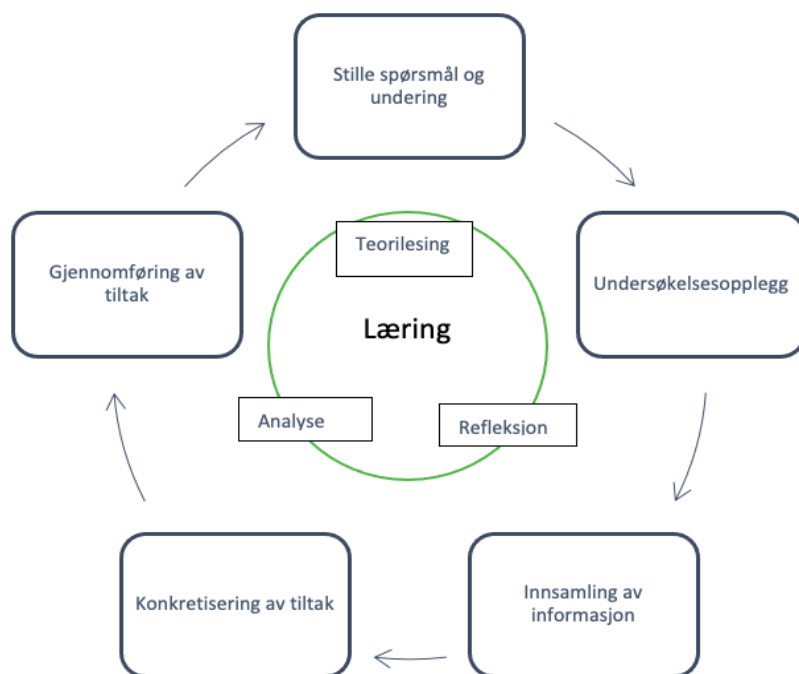 Stille spørsmål og
undering
Gjennomføring av
tiltak
Teorilesing
Undersøkelsesopplegg
Læring
Analyse
Refleksjon
Konkretisering av tiltak
Innsamling av
informasjon